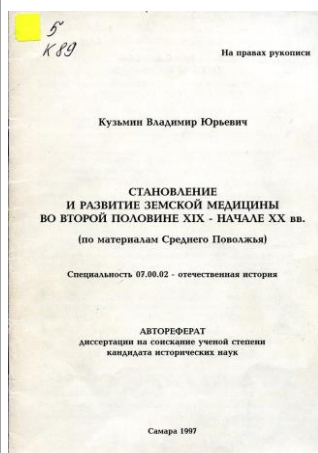 5
К 89
На правах рукописи
Кузьмин Владимир Юрьевич
СТАНОВЛЕНИЕ
И РАЗВИТИЕ ЗЕМСКОЙ МЕДИЦИНЫ
ВО ВТОРОЙ ПОЛОВИНЕ XIX - НАЧАЛЕ XX вв.
(по материалам Среднего Поволжья)
Специальность 07.00.02 - отечественная история
АВТОРЕФЕРАТ
диссертации на соискание ученой степени
кандидата исторических наук
Самара 1997